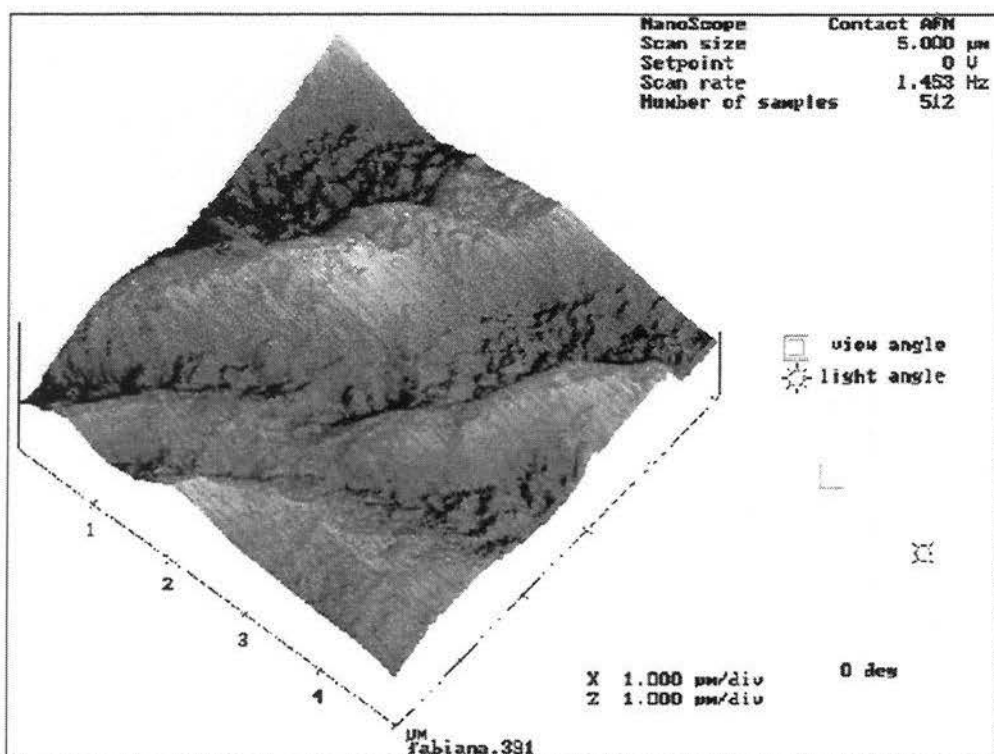 NanoScope Contact AFM
Scan size 5.000 µm
Setpoint 0 V
Scan rate 1.453 Hz
Number of samples 512
view angle
light angle
1
2
3
4
µM
X 1.000 µm/div
Z 1.000 µm/div
0 deg
fabiana.391